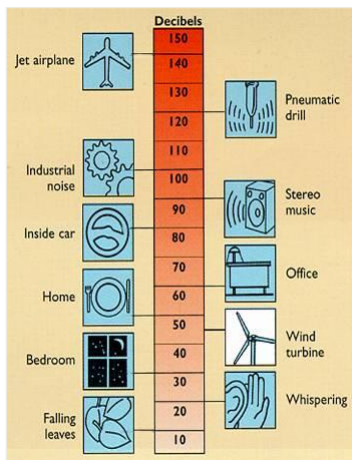 Decibels
150
Jet airplane
140
130
Pneumatic
drill
120
110
Industrial
noise
100
Stereo
music
90
Inside car
80
70
Office
60
Home
50
Wind
turbine
40
Bedroom
30
Whispering
20
Falling
leaves
10